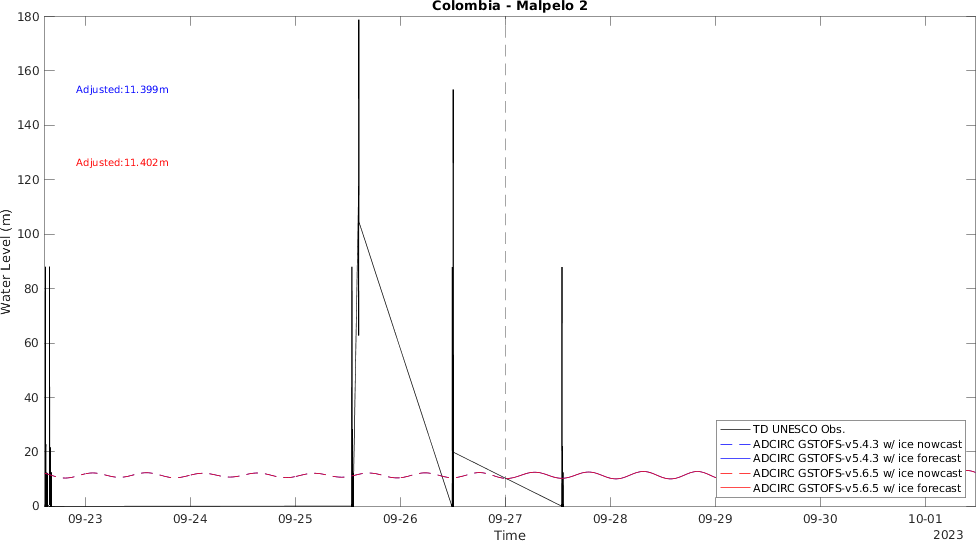 Colombia - Malpelo 2
180
160
140
120
100
80
60
40
20
0
Water Level (m)
Adjusted:11.399m
Adjusted:11.402m
TD UNESCO Obs.
ADCIRC GSTOFS-v5.4.3 w/ ice nowcast
ADCIRC GSTOFS-v5.4.3 w/ ice forecast
ADCIRC GSTOFS-v5.6.5 w/ ice nowcast
ADCIRC GSTOFS-v5.6.5 w/ ice forecast
09-23 09-24 09-25 09-26 09-27 09-28 09-29 09-30 10-01
Time
2023